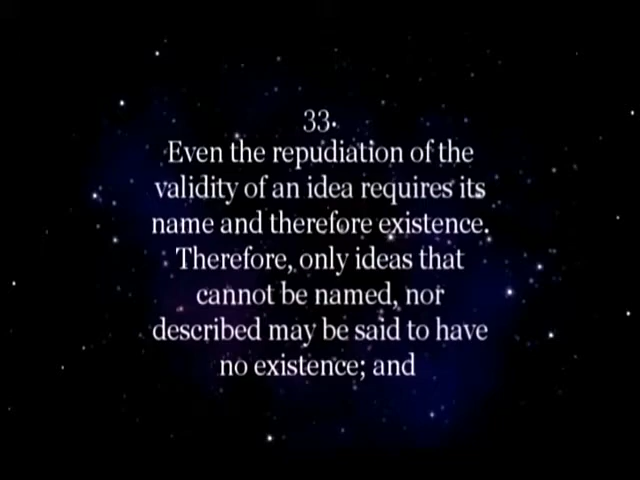 33.
Even the repudiation of the
validity of an idea requires its
name and therefore existence.
Therefore, only ideas that
cannot be named, nor
described may be said to have
no existence; and